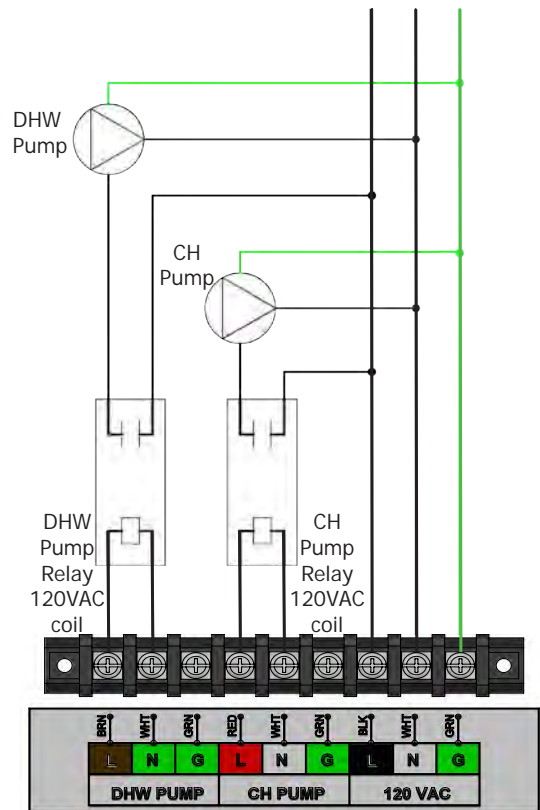 DHW
Pump
CH
Pump
DHW
Pump
Relay
120VAC
coil
CH
Pump
Relay
120VAC
coil
BRN WHT GRN RED WHT GRN BLK WHT GRN
L N G L N G L N G
DHW PUMP CH PUMP 120 VAC